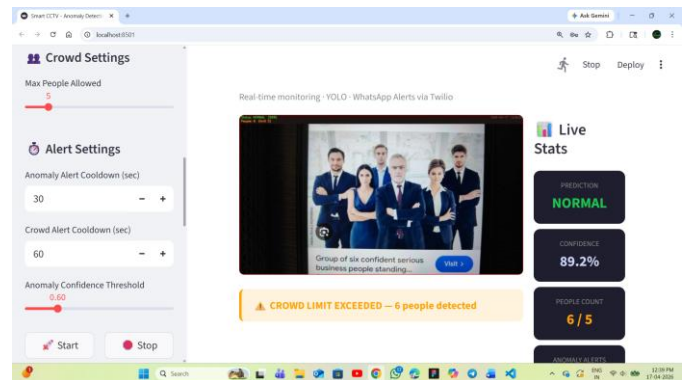 Smart CCTV - Anomaly Detecti
Ask Gemini
localhost:8501
Crowd Settings
Max People Allowed
5
Alert Settings
Anomaly Alert Cooldown (sec)
30
Crowd Alert Cooldown (sec)
60
Anomaly Confidence Threshold
0.60
Start
Stop
Stop
Deploy
Real-time monitoring · YOLO · WhatsApp Alerts via Twilio
Group of six confident serious
business people standing...
Visit >
⚠ CROWD LIMIT EXCEEDED — 6 people detected
Live
Stats
PREDICTION
NORMAL
CONFIDENCE
89.2%
PEOPLE COUNT
6 / 5
ANOMALY ALERTS
Search
ENG
IN
12:39 PM
17-04-2026